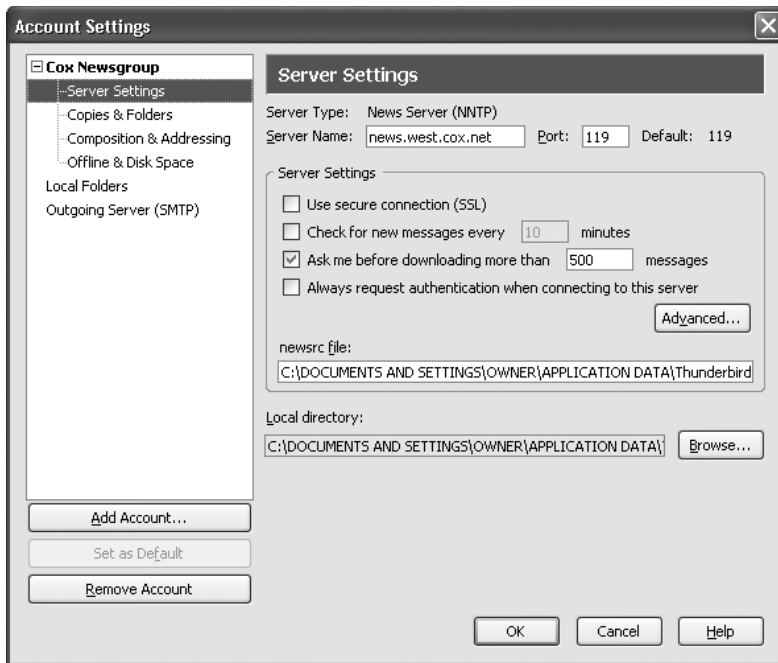 Account Settings
Cox Newsgroup
Server Settings
Copies & Folders
Composition & Addressing
Offline & Disk Space
Local Folders
Outgoing Server (SMTP)
Add Account...
Set as Default
Remove Account
Server Settings
Server Type: News Server (NNTP)
Server Name: news.west.cox.net Port: 119 Default: 119
Server Settings
Use secure connection (SSL)
Check for new messages every 10 minutes
Ask me before downloading more than 500 messages
Always request authentication when connecting to this server
Advanced...
newsrc file:
C:\DOCUMENTS AND SETTINGS\OWNER\APPLICATION DATA\Thunderbird
Local directory:
C:\DOCUMENTS AND SETTINGS\OWNER\APPLICATION DATA\ Browse...
OK Cancel Help